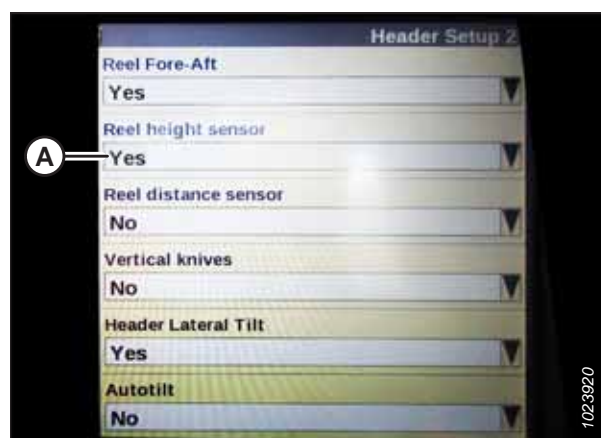 Header Setup 2
Reel Fore-Aft
Yes
Reel height sensor
A
Yes
Reel distance sensor
No
Vertical knives
No
Header Lateral Tilt
Yes
Autotilt
No
1023920